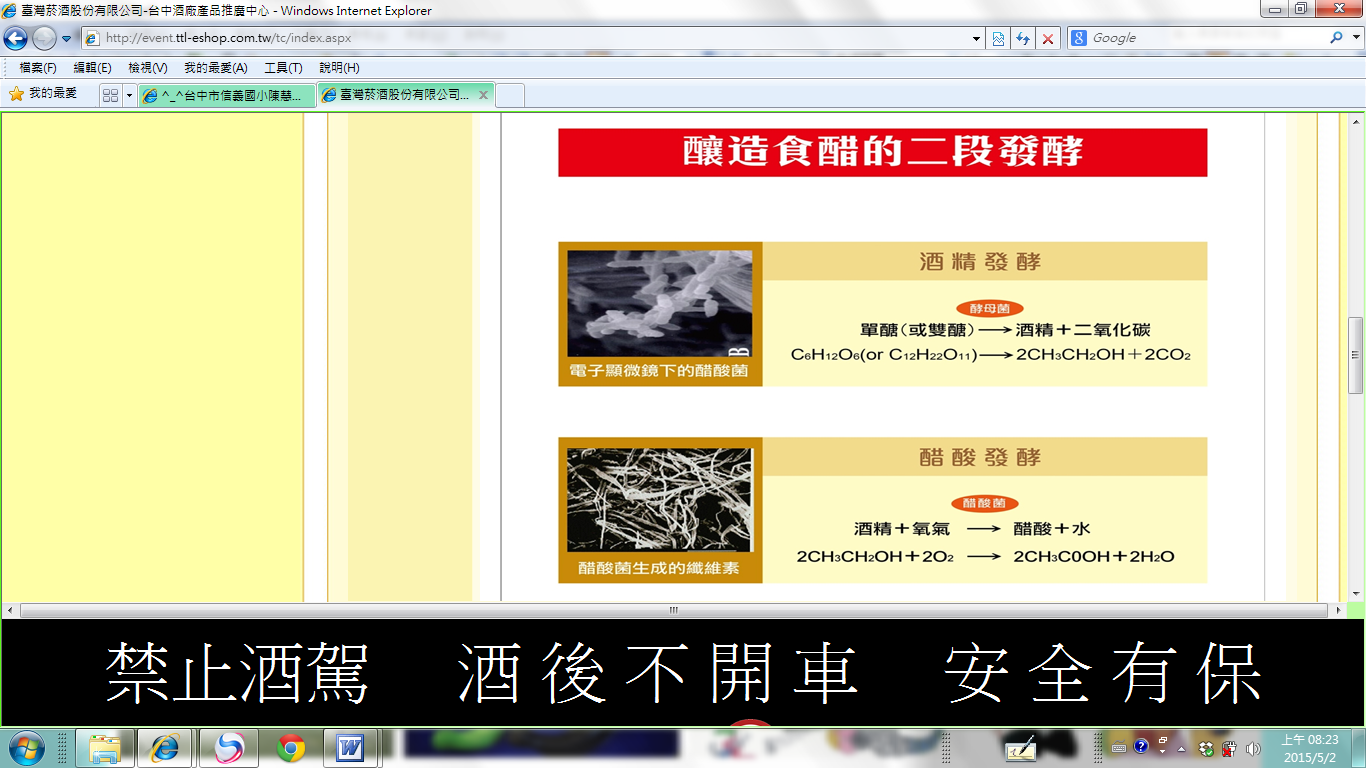 臺灣菸酒股份有限公司-台中酒廠產品推廣中心 - Windows Internet Explorer
http://event.ttl-eshop.com.tw/tc/index.aspx
Google
檔案(F) 編輯(E) 檢視(V) 我的最愛(A) 工具(T) 說明(H)
我的最愛
^_^台中市信義國小陳慧...
臺灣菸酒股份有限公司...
釀造食醋的二段發酵
酒精發酵
酵母菌
單醣(或雙醣)→酒精+二氧化碳
C6H12O6(or C12H22O11)→2CH3CH2OH+2CO2
B
電子顯微鏡下的醋酸菌
醋酸發酵
醋酸菌
酒精+氧氣 → 醋酸+水
2CH3CH2OH+2O2 → 2CH3C0OH+2H2O
醋酸菌生成的纖維素
禁止酒駕 酒後不開車 安全有保
上午 08:23
2015/5/2